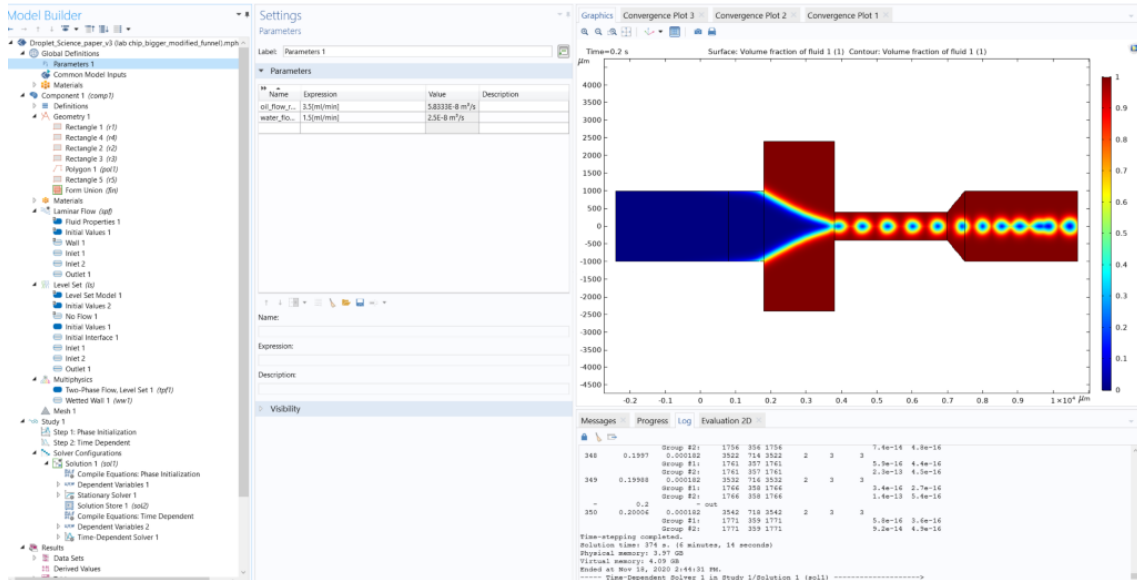 Model Builder
Droplet_Science_paper_v3 (lab chip_bigger_modified_funnel).mph
Global Definitions
Parameters 1
Common Model Inputs
Materials
Component 1 (comp1)
Definitions
Geometry 1
Rectangle 1 (r1)
Rectangle 4 (r4)
Rectangle 2 (r2)
Rectangle 3 (r3)
Polygon 1 (pol1)
Rectangle 5 (r5)
Form Union (fin)
Materials
Laminar Flow (tpf)
Fluid Properties 1
Initial Values 1
Wall 1
Inlet 1
Inlet 2
Outlet 1
Level Set (ls)
Level Set Model 1
Initial Values 2
No Flow 1
Initial Values 1
Initial Interface 1
Inlet 1
Inlet 2
Outlet 1
Multiphysics
Two-Phase Flow, Level Set 1 (tpf1)
Wetted Wall 1 (ww1)
Mesh 1
Study 1
Step 1: Phase Initialization
Step 2: Time Dependent
Solver Configurations
Solution 1 (sol1)
Compile Equations: Phase Initialization
Dependent Variables 1
Stationary Solver 1
Solution Store 1 (sol2)
Compile Equations: Time Dependent
Dependent Variables 2
Time-Dependent Solver 1
Results
Data Sets
Derived Values
Settings
Parameters
Label: Parameters 1
Parameters
Name Expression Value Description
oil_flow_r... 3.5[ml/min] 5.8333E-8 m³/s
water_flo... 1.5[ml/min] 2.5E-8 m³/s
Name:
Expression:
Description:
Visibility
Graphics Convergence Plot 3 Convergence Plot 2 Convergence Plot 1
Time=0.2 s Surface: Volume fraction of fluid 1 (1) Contour: Volume fraction of fluid 1 (1)
µm
4000
3500
3000
2500
2000
1500
1000
500
0
-500
-1000
-1500
-2000
-2500
-3000
-3500
-4000
-4500
-0.2 -0.1 0 0.1 0.2 0.3 0.4 0.5 0.6 0.7 0.8 0.9 1×10⁴ µm
1
0.9
0.8
0.7
0.6
0.5
0.4
0.3
0.2
0.1
0
Messages Progress Log Evaluation 2D
Group #2: 1756 356 1756 7.4e-14 4.8e-16
348 0.1997 0.000182 3522 714 3522 2 3 3
Group #1: 1761 357 1761 5.9e-16 4.4e-16
Group #2: 1761 357 1761 2.3e-13 4.5e-16
349 0.19988 0.000182 3532 716 3532 2 3 3
Group #1: 1766 358 1766 3.4e-16 2.7e-16
Group #2: 1766 358 1766 1.4e-13 5.4e-16
- 0.2 - out
350 0.20006 0.000182 3542 718 3542 2 3 3
Group #1: 1771 359 1771 5.8e-16 3.6e-16
Group #2: 1771 359 1771 9.2e-14 4.9e-16
Time-stepping completed.
Solution time: 374 s. (6 minutes, 14 seconds)
Physical memory: 3.97 GB
Virtual memory: 4.09 GB
Ended at Nov 18, 2020 2:44:31 PM.
----- Time-Dependent Solver 1 in Study 1/Solution 1 (sol1) -------------------->